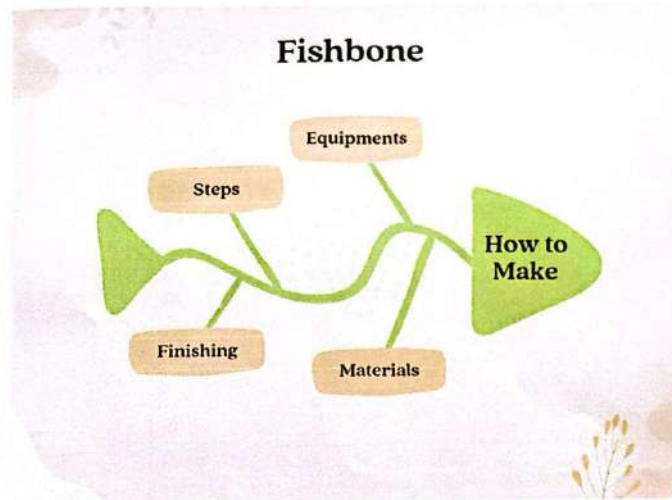 Fishbone
Equipments
Steps
How to
Make
Finishing
Materials